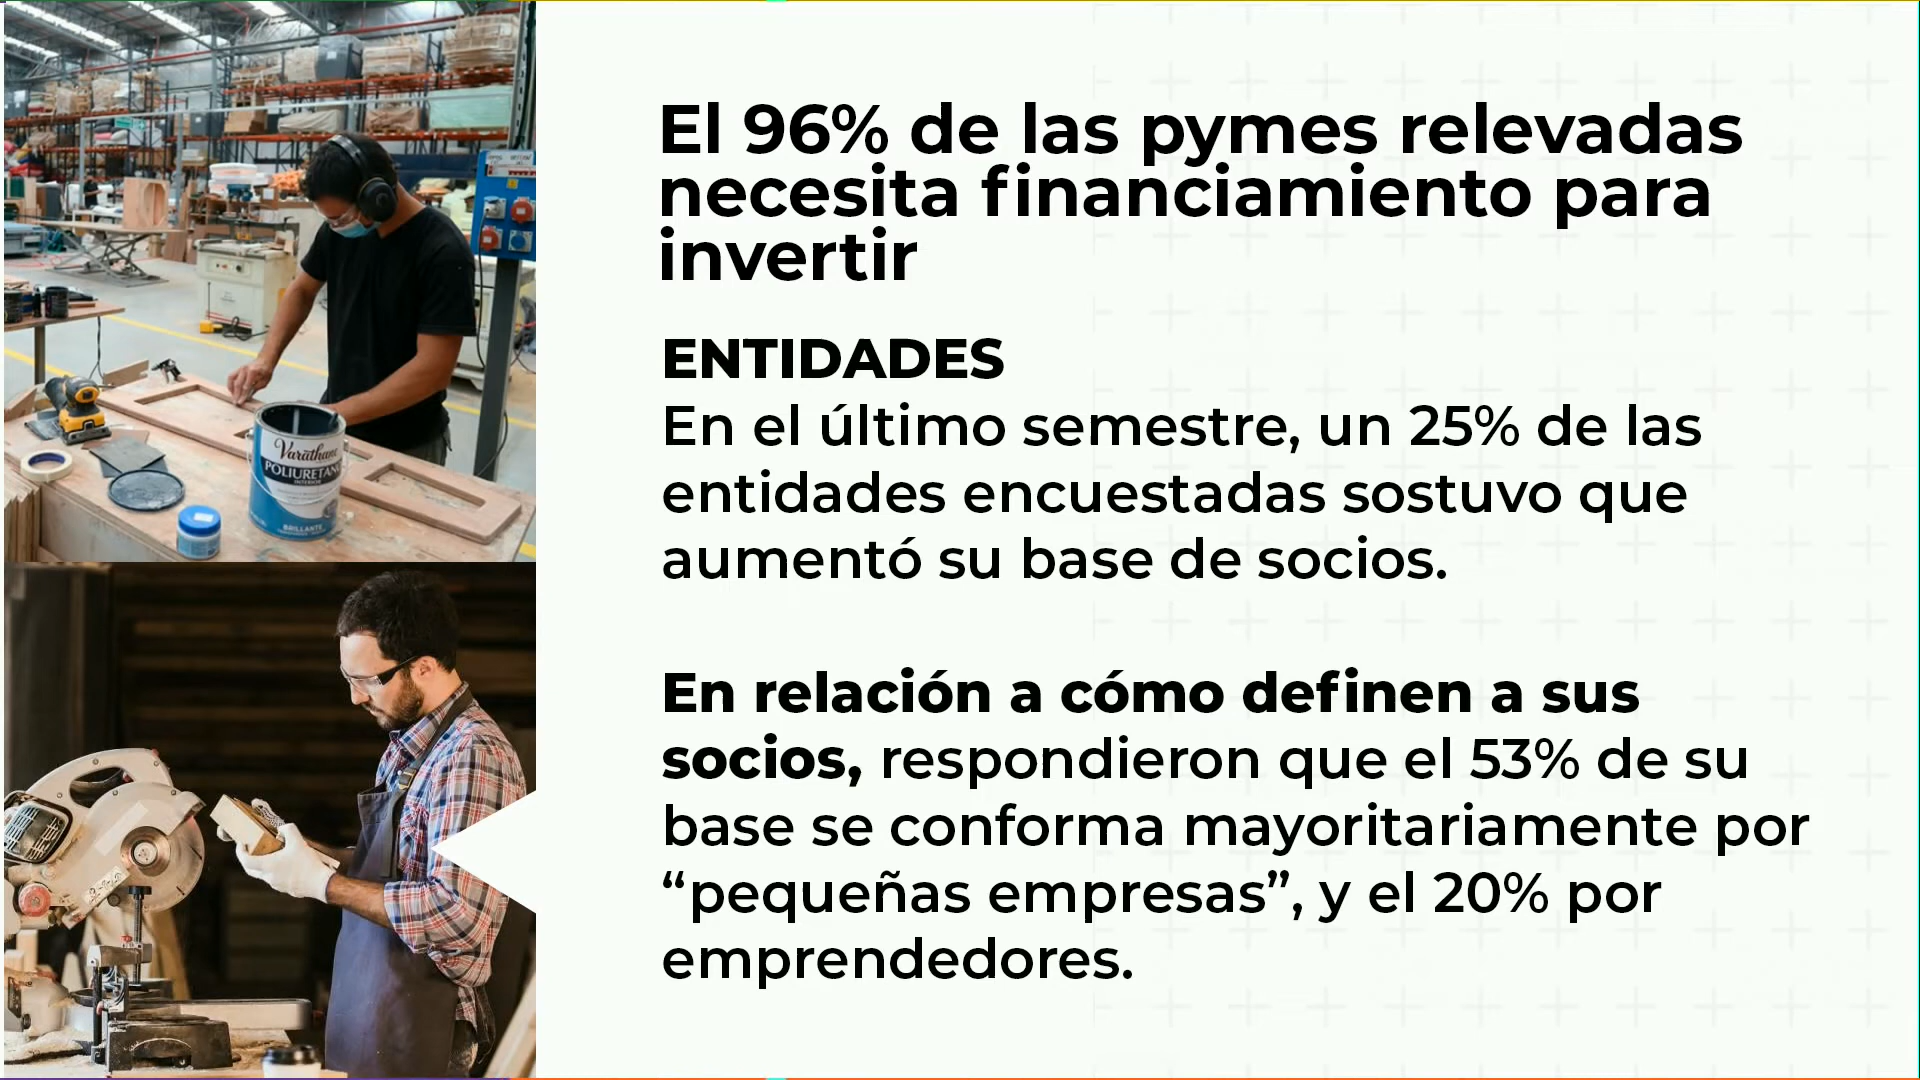 El 96% de las pymes relevadas
necesita financiamiento para
invertir
ENTIDADES
En el último semestre, un 25% de las
entidades encuestadas sostuvo que
aumentó su base de socios.
En relación a cómo definen a sus
socios, respondieron que el 53% de su
base se conforma mayoritariamente por
“pequeñas empresas”, y el 20% por
emprendedores.
Varathane
POLIURETANO
INTERIOR
BRILLANTE